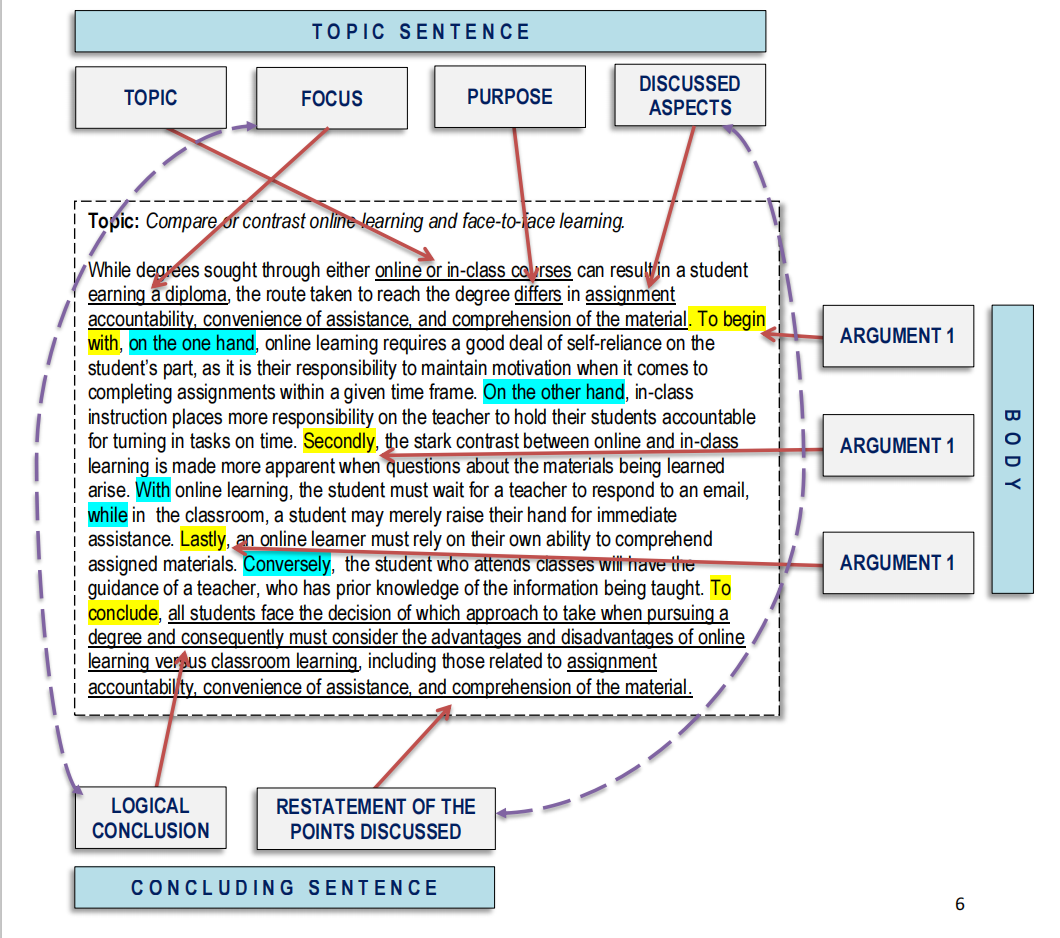 TOPIC SENTENCE
TOPIC
FOCUS
PURPOSE
DISCUSSED
ASPECTS
Topic: Compare or contrast online learning and face-to-face learning.
While degrees sought through either online or in-class courses can result in a student
earning a diploma, the route taken to reach the degree differs in assignment
accountability, convenience of assistance, and comprehension of the material. To begin
with, on the one hand, online learning requires a good deal of self-reliance on the
student's part, as it is their responsibility to maintain motivation when it comes to
completing assignments within a given time frame. On the other hand, in-class
instruction places more responsibility on the teacher to hold their students accountable
for turning in tasks on time. Secondly, the stark contrast between online and in-class
learning is made more apparent when questions about the materials being learned
arise. With online learning, the student must wait for a teacher to respond to an email,
while in the classroom, a student may merely raise their hand for immediate
assistance. Lastly, an online learner must rely on their own ability to comprehend
assigned materials. Conversely, the student who attends classes will have the
guidance of a teacher, who has prior knowledge of the information being taught. To
conclude, all students face the decision of which approach to take when pursuing a
degree and consequently must consider the advantages and disadvantages of online
learning versus classroom learning, including those related to assignment
accountability, convenience of assistance, and comprehension of the material.
ARGUMENT 1
ARGUMENT 1
ARGUMENT 1
BODY
LOGICAL
CONCLUSION
RESTATEMENT OF THE
POINTS DISCUSSED
CONCLUDING SENTENCE
6